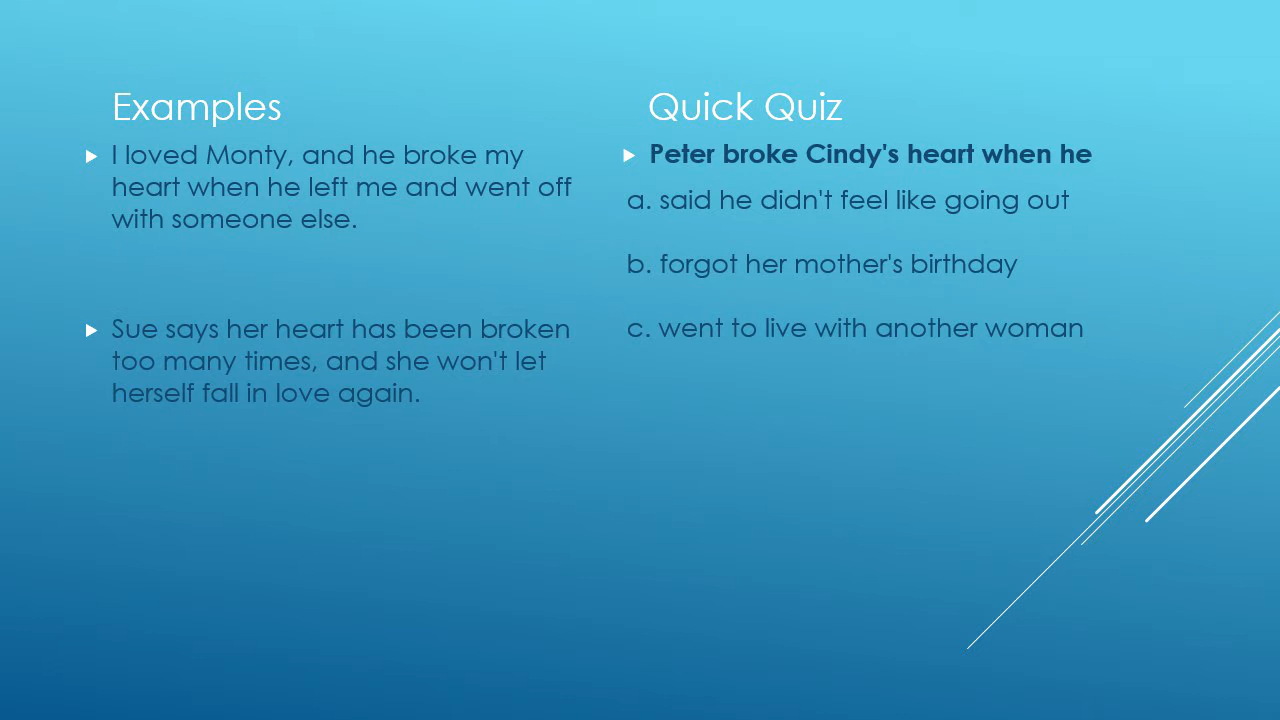 Examples
I loved Monty, and he broke my
heart when he left me and went off
with someone else.
Sue says her heart has been broken
too many times, and she won't let
herself fall in love again.
Quick Quiz
Peter broke Cindy's heart when he
a. said he didn't feel like going out
b. forgot her mother's birthday
c. went to live with another woman